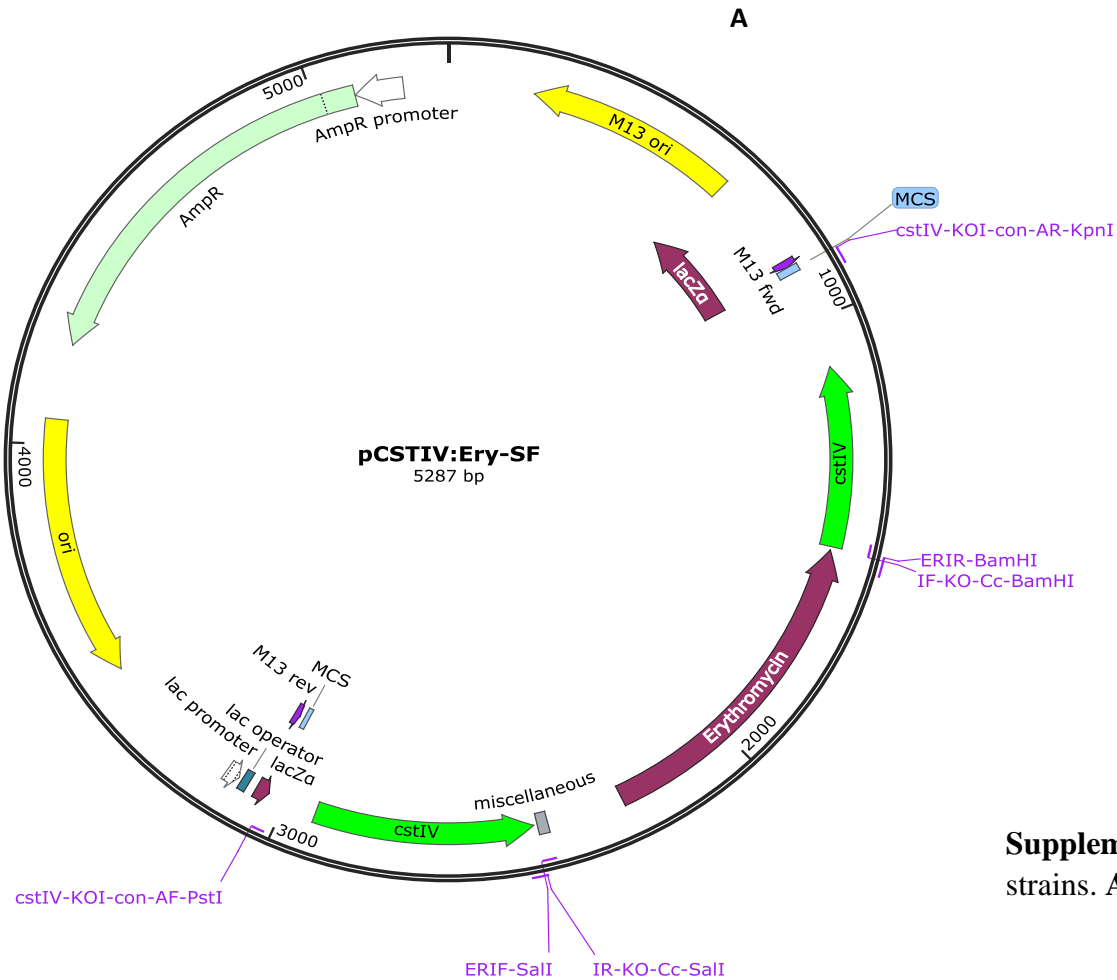 A
5000
AmpR promoter
M13 ori
AmpR
MCS
cstIV-KOI-con-AR-KpnI
M13 fwd
1000
lacZα
pCSTIV:Ery-SF
5287 bp
cstIV
4000
ori
ERIR-BamHI
IF-KO-Cc-BamHI
Erythromycin
2000
M13 rev
MCS
lac promoter
lac operator
lacZα
miscellaneous
cstIV
3000
cstIV-KOI-con-AF-PstI
ERIF-SalI
IR-KO-Cc-SalI
Supplem
strains. A